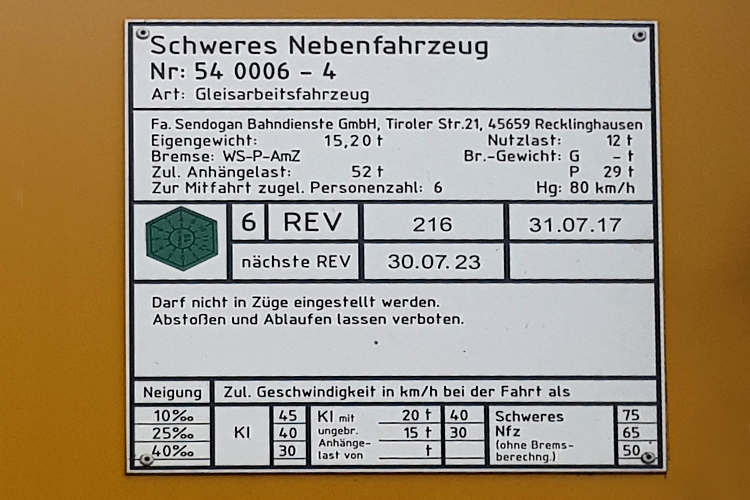 Schweres Nebenfahrzeug
Nr: 54 0006 - 4
Art: Gleisarbeitsfahrzeug
Fa. Sendogan Bahndienste GmbH, Tiroler Str.21, 45659 Recklinghausen
Eigengewicht: 15,20 t Nutzlast: 12 t
Bremse: WS-P-AmZ Br.-Gewicht: G - t
Zul. Anhängelast: 52 t P 29 t
Zur Mitfahrt zugel. Personenzahl: 6 Hg: 80 km/h
6 REV 216 31.07.17
nächste REV 30.07.23
Darf nicht in Züge eingestellt werden.
Abstoßen und Ablaufen lassen verboten.
Neigung Zul. Geschwindigkeit in km/h bei der Fahrt als
10‰ 45 Kl mit 20 t 40 Schweres 75
25‰ Kl 40 ungebr. 15 t 30 Nfz 65
Anhänge- (ohne Brems-
40‰ 30 last von t berechng.) 50